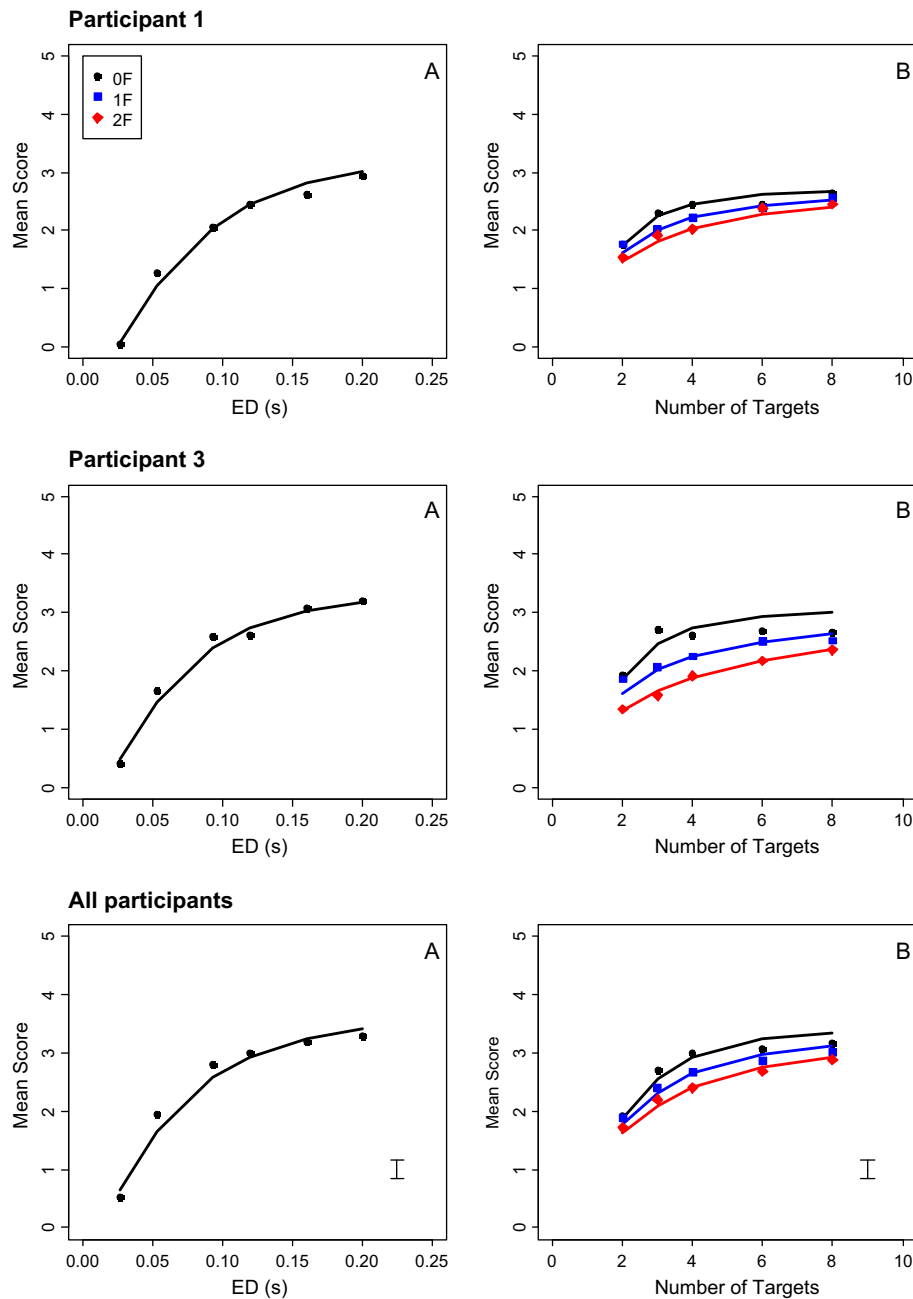 Participant 1
A
0F
1F
2F
Mean Score
0 1 2 3 4 5
0.00 0.05 0.10 0.15 0.20 0.25
ED (s)
B
Mean Score
0 1 2 3 4 5
0 2 4 6 8 10
Number of Targets
Participant 3
A
Mean Score
0 1 2 3 4 5
0.00 0.05 0.10 0.15 0.20 0.25
ED (s)
B
Mean Score
0 1 2 3 4 5
0 2 4 6 8 10
Number of Targets
All participants
A
Mean Score
0 1 2 3 4 5
0.00 0.05 0.10 0.15 0.20 0.25
ED (s)
B
Mean Score
0 1 2 3 4 5
0 2 4 6 8 10
Number of Targets